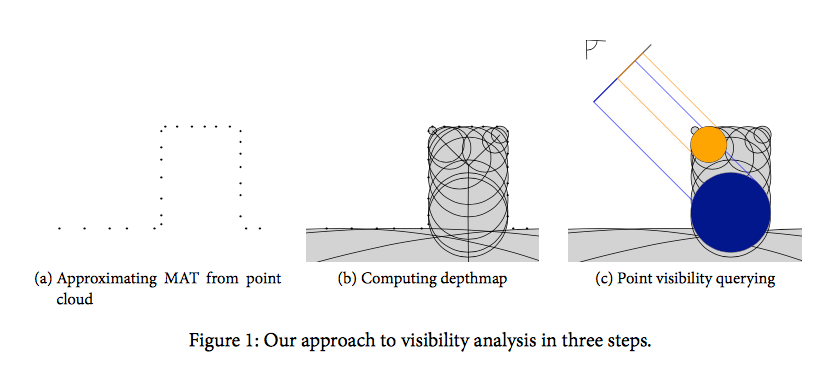 (a) Approximating MAT from point
cloud
(b) Computing depthmap
(c) Point visibility querying
Figure 1: Our approach to visibility analysis in three steps.